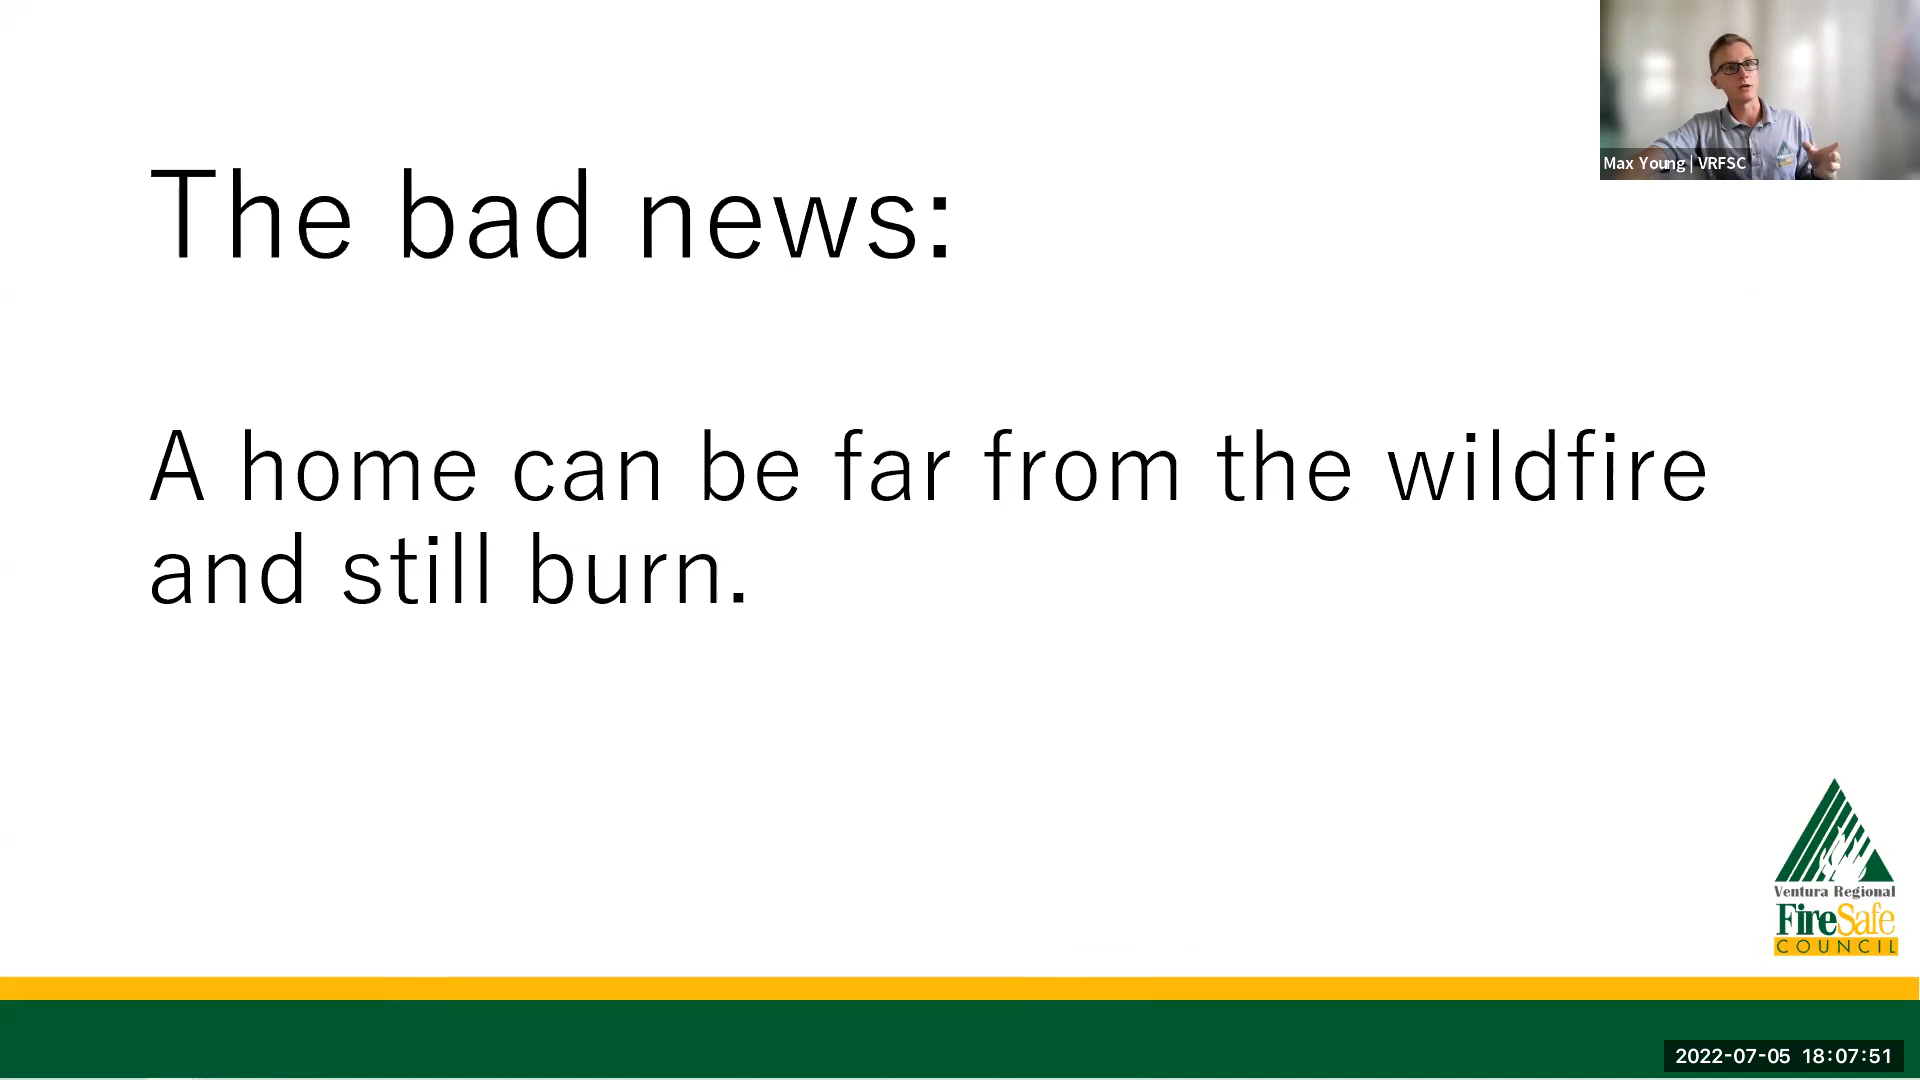 Max Young | VRFSC
The bad news:
A home can be far from the wildfire
and still burn.
Ventura Regional
FireSafe
COUNCIL
2022-07-05 18:07:51